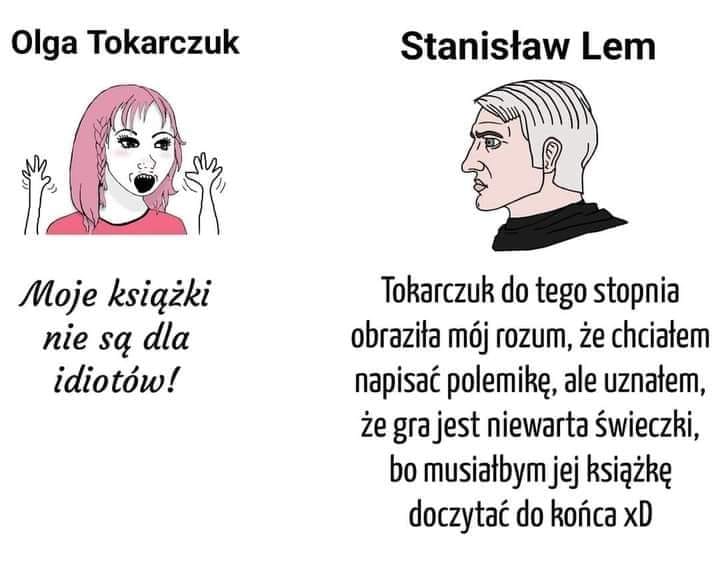 Olga Tokarczuk
Moje książki
nie są dla
idiotów!
Stanisław Lem
Tokarczuk do tego stopnia
obraziła mój rozum, że chciałem
napisać polemikę, ale uznałem,
że gra jest niewarta świeczki,
bo musiałbym jej książkę
doczytać do końca xD